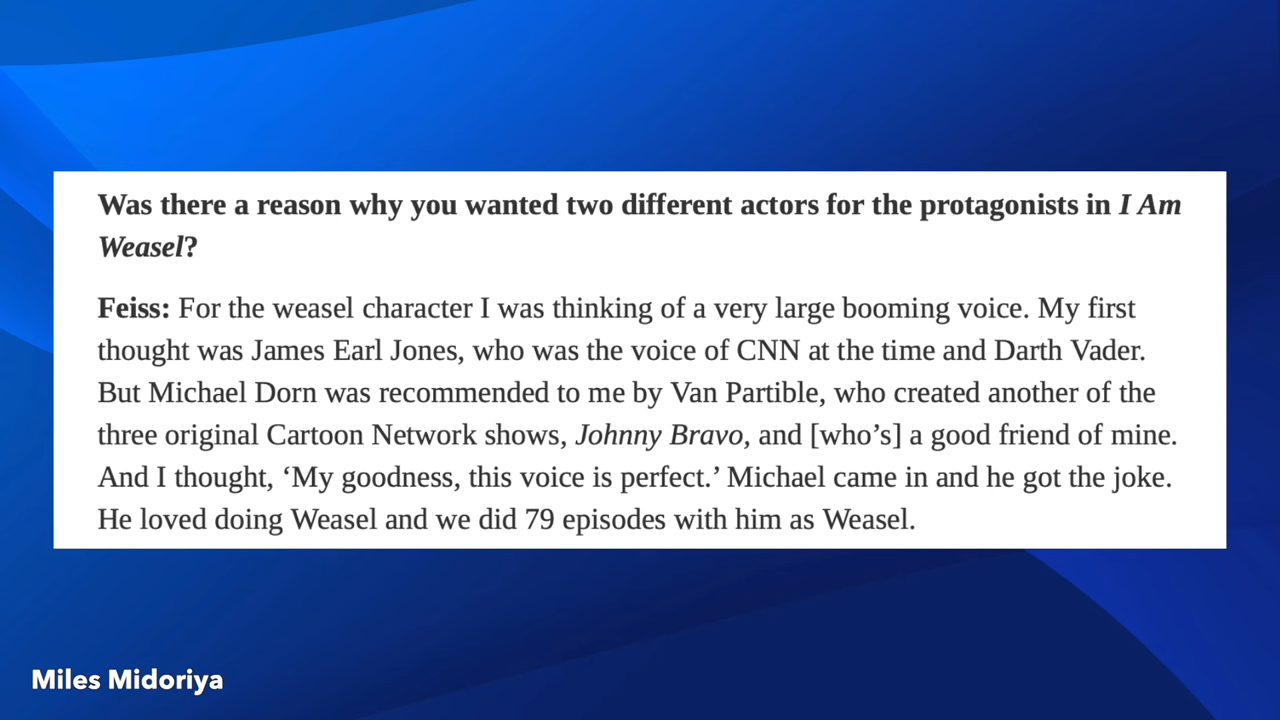 Was there a reason why you wanted two different actors for the protagonists in I Am
Weasel?
Feiss: For the weasel character I was thinking of a very large booming voice. My first
thought was James Earl Jones, who was the voice of CNN at the time and Darth Vader.
But Michael Dorn was recommended to me by Van Partible, who created another of the
three original Cartoon Network shows, Johnny Bravo, and [who’s] a good friend of mine.
And I thought, ‘My goodness, this voice is perfect.’ Michael came in and he got the joke.
He loved doing Weasel and we did 79 episodes with him as Weasel.
Miles Midoriya